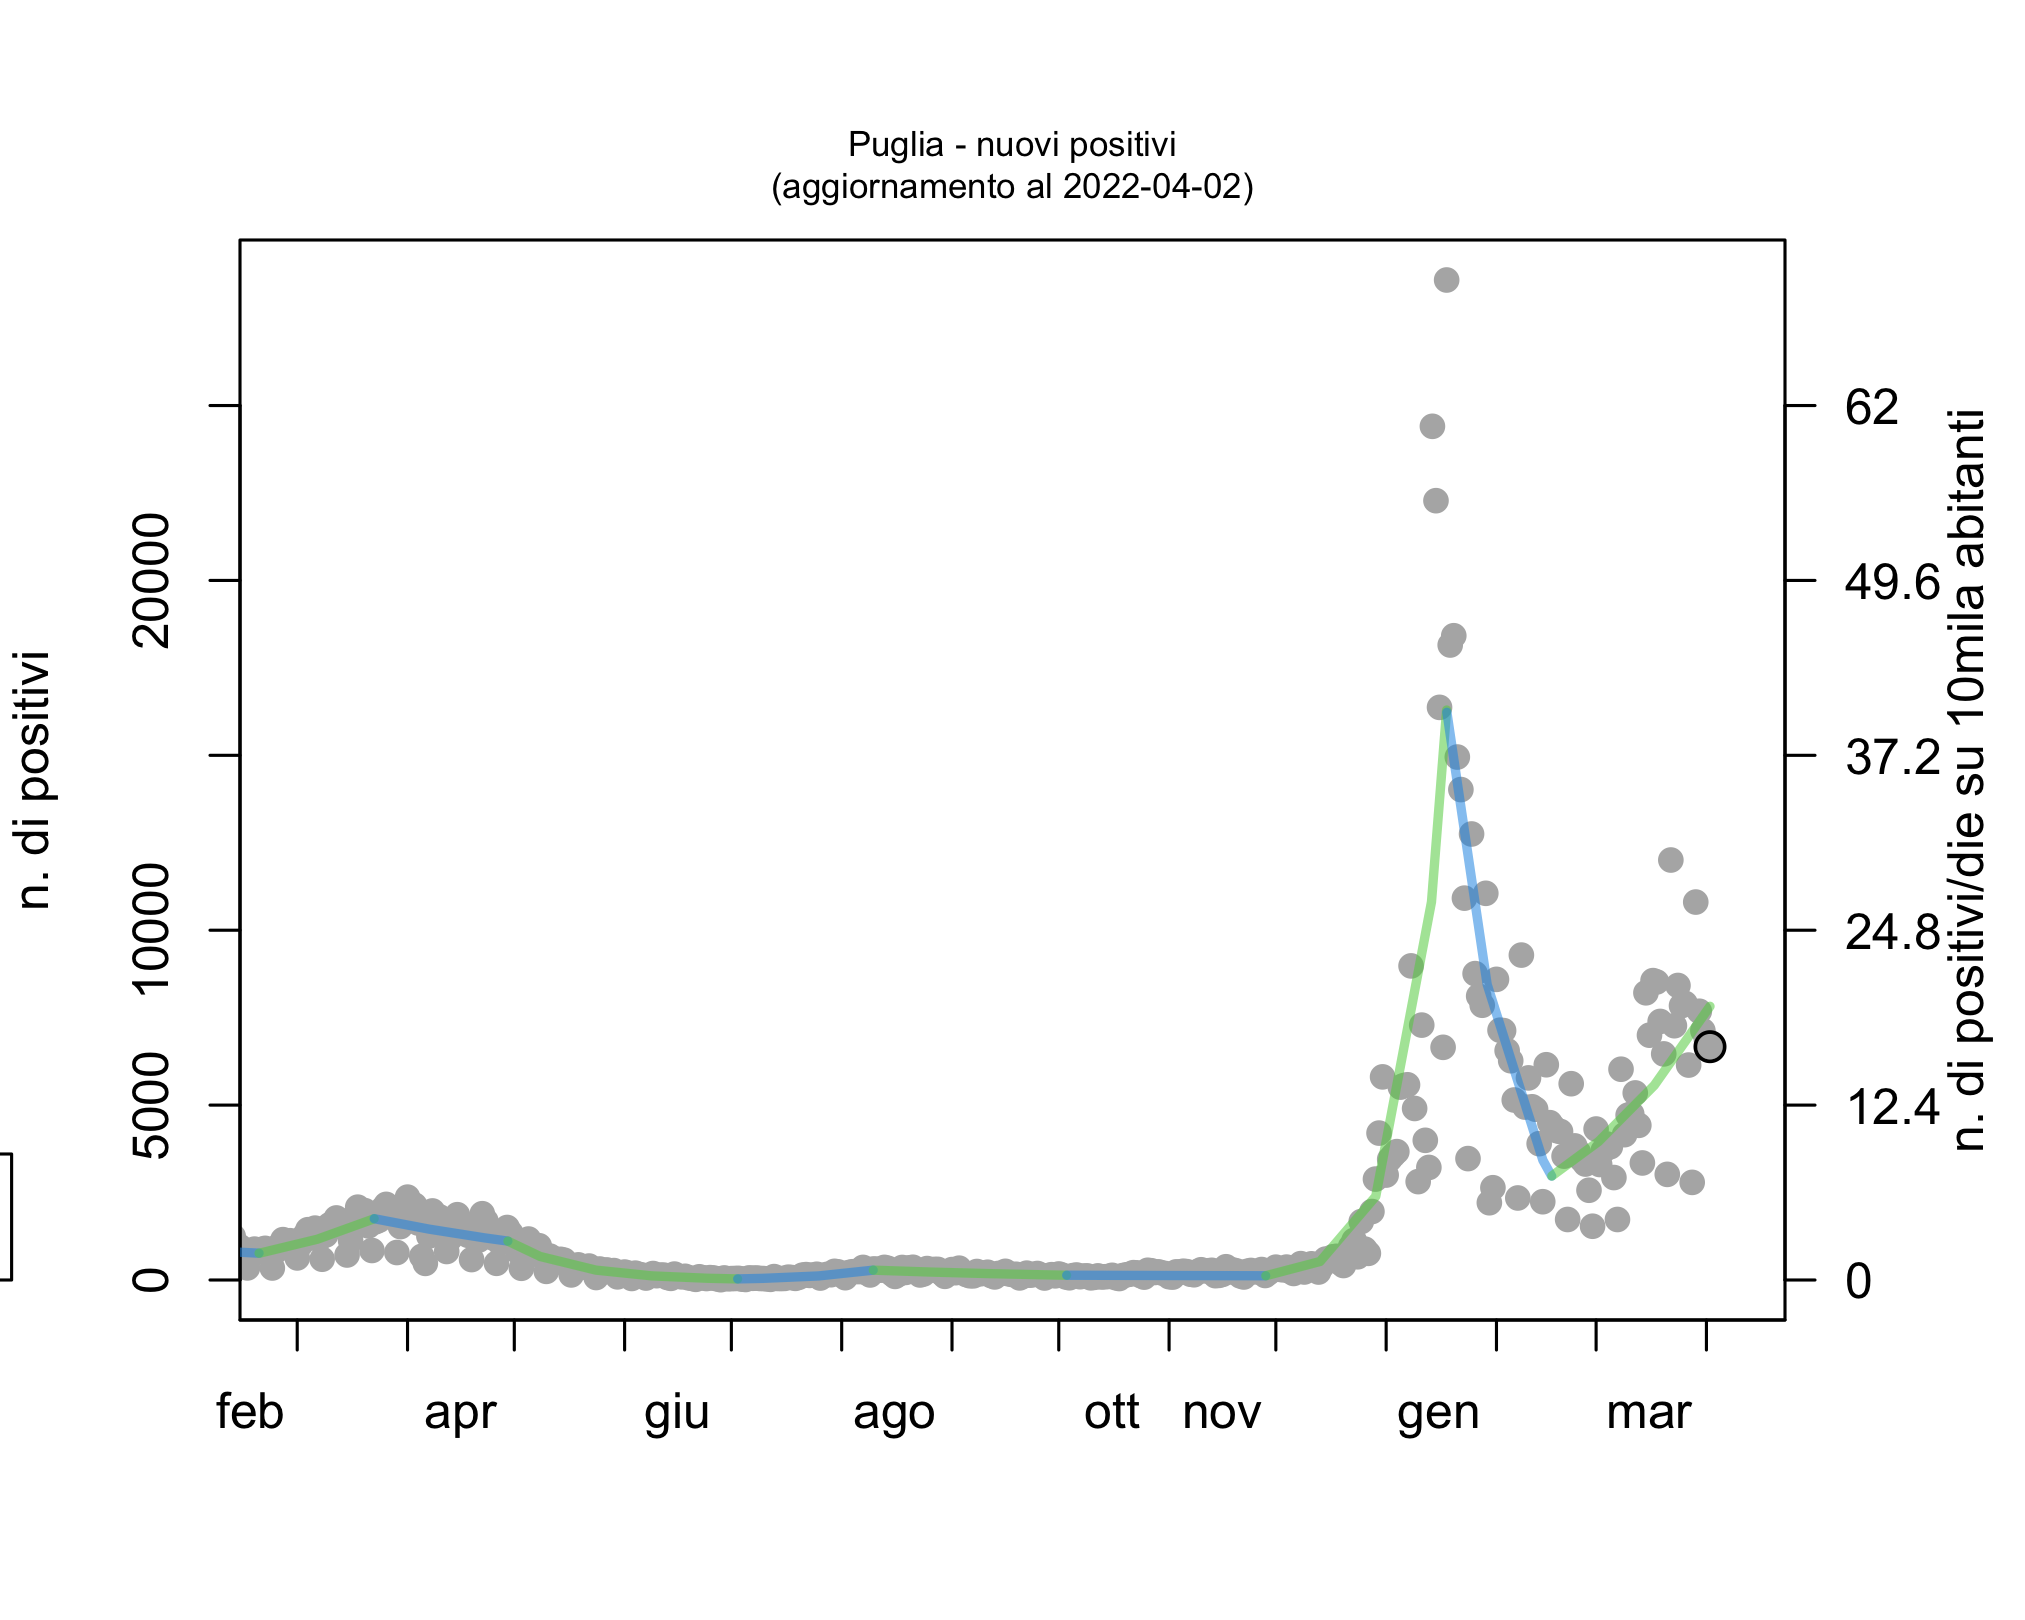 Puglia - nuovi positivi
(aggiornamento al 2022-04-02)
n. di positivi
20000
10000
5000
0
62
49.6
37.2
24.8
12.4
0
n. di positivi/die su 10mila abitanti
feb apr giu ago ott nov gen mar